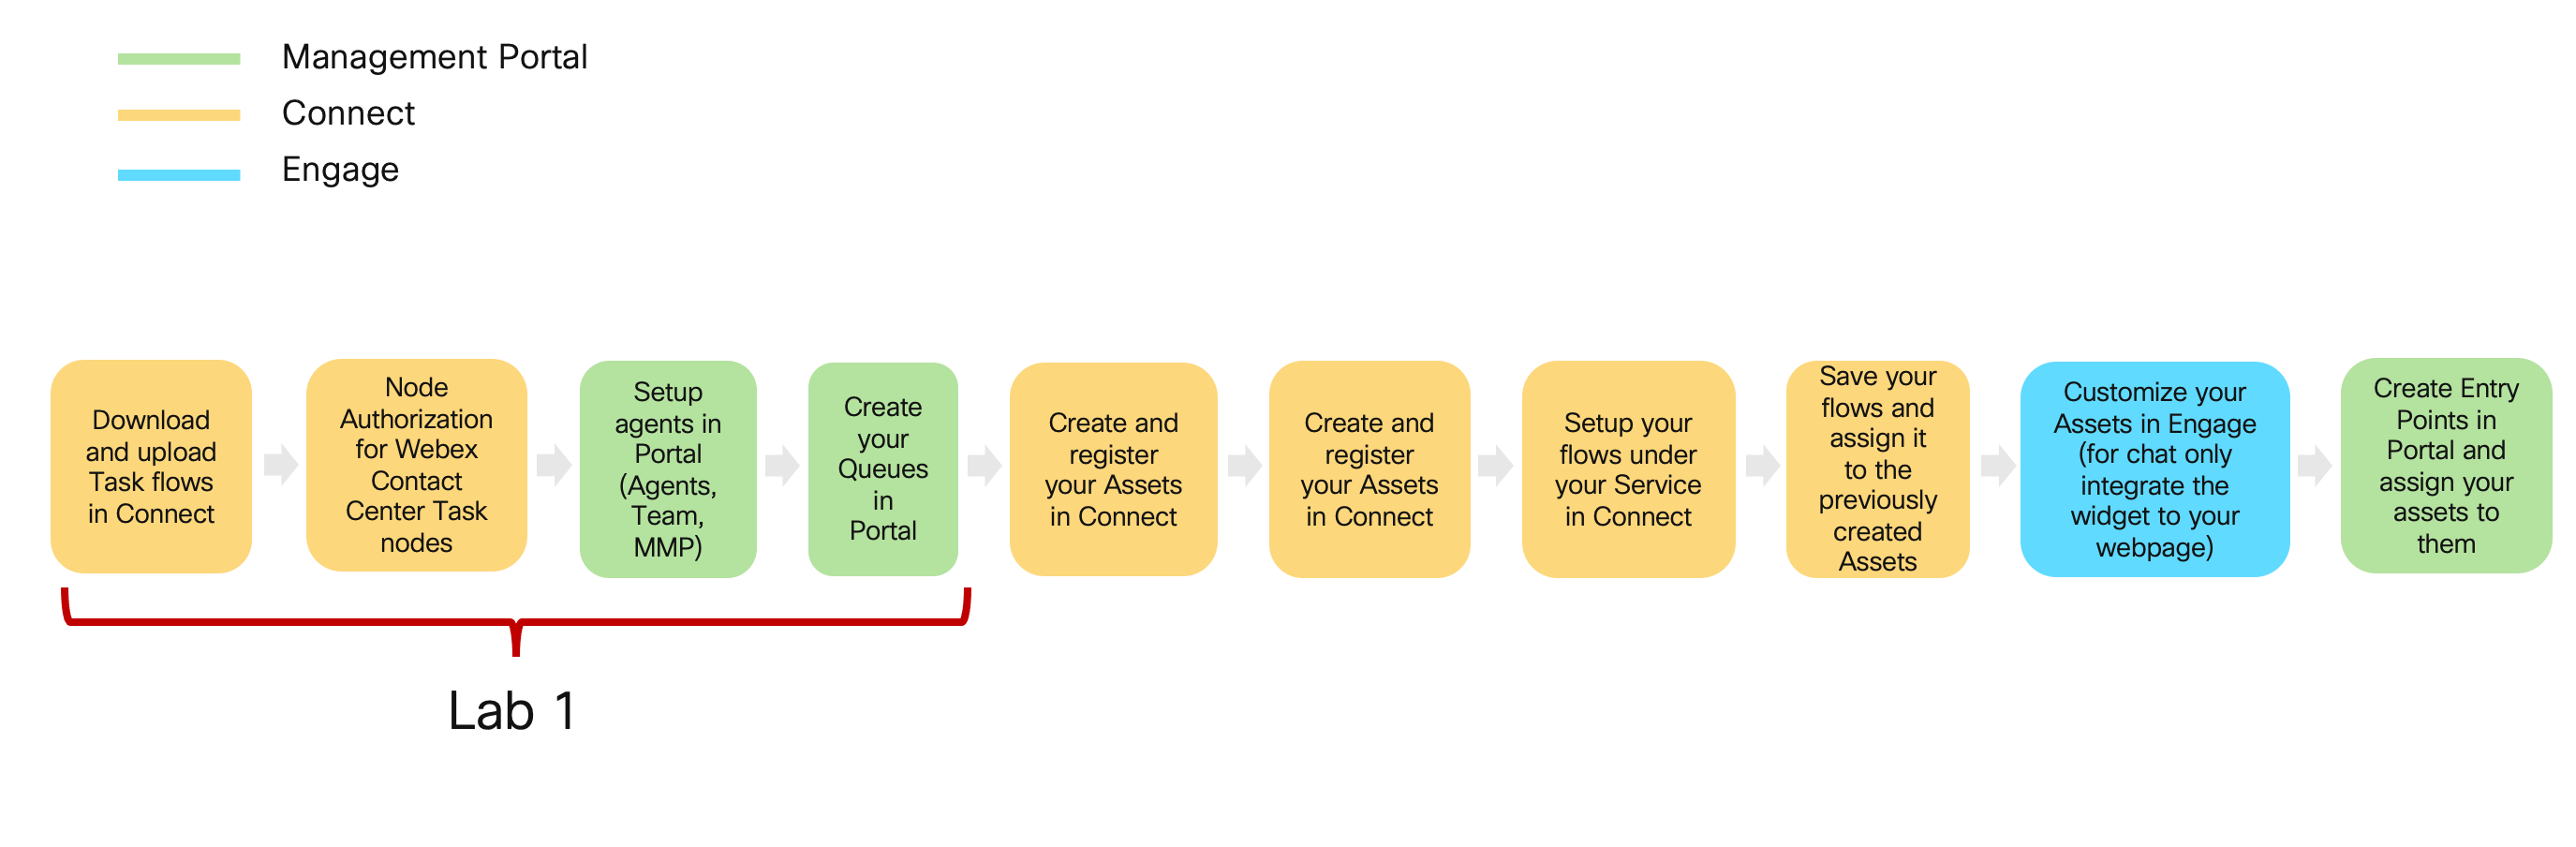 Management Portal
Connect
Engage
Download
and upload
Task flows
in Connect
Node
Authorization
for Webex
Contact
Center Task
nodes
Setup
agents in
Portal
(Agents,
Team,
MMP)
Create
your
Queues
in
Portal
Create and
register
your Assets
in Connect
Create and
register
your Assets
in Connect
Setup your
flows under
your Service
in Connect
Save your
flows and
assign it
to the
previously
created
Assets
Customize your
Assets in Engage
(for chat only
integrate the
widget to your
webpage)
Create Entry
Points in
Portal and
assign your
assets to
them
Lab 1